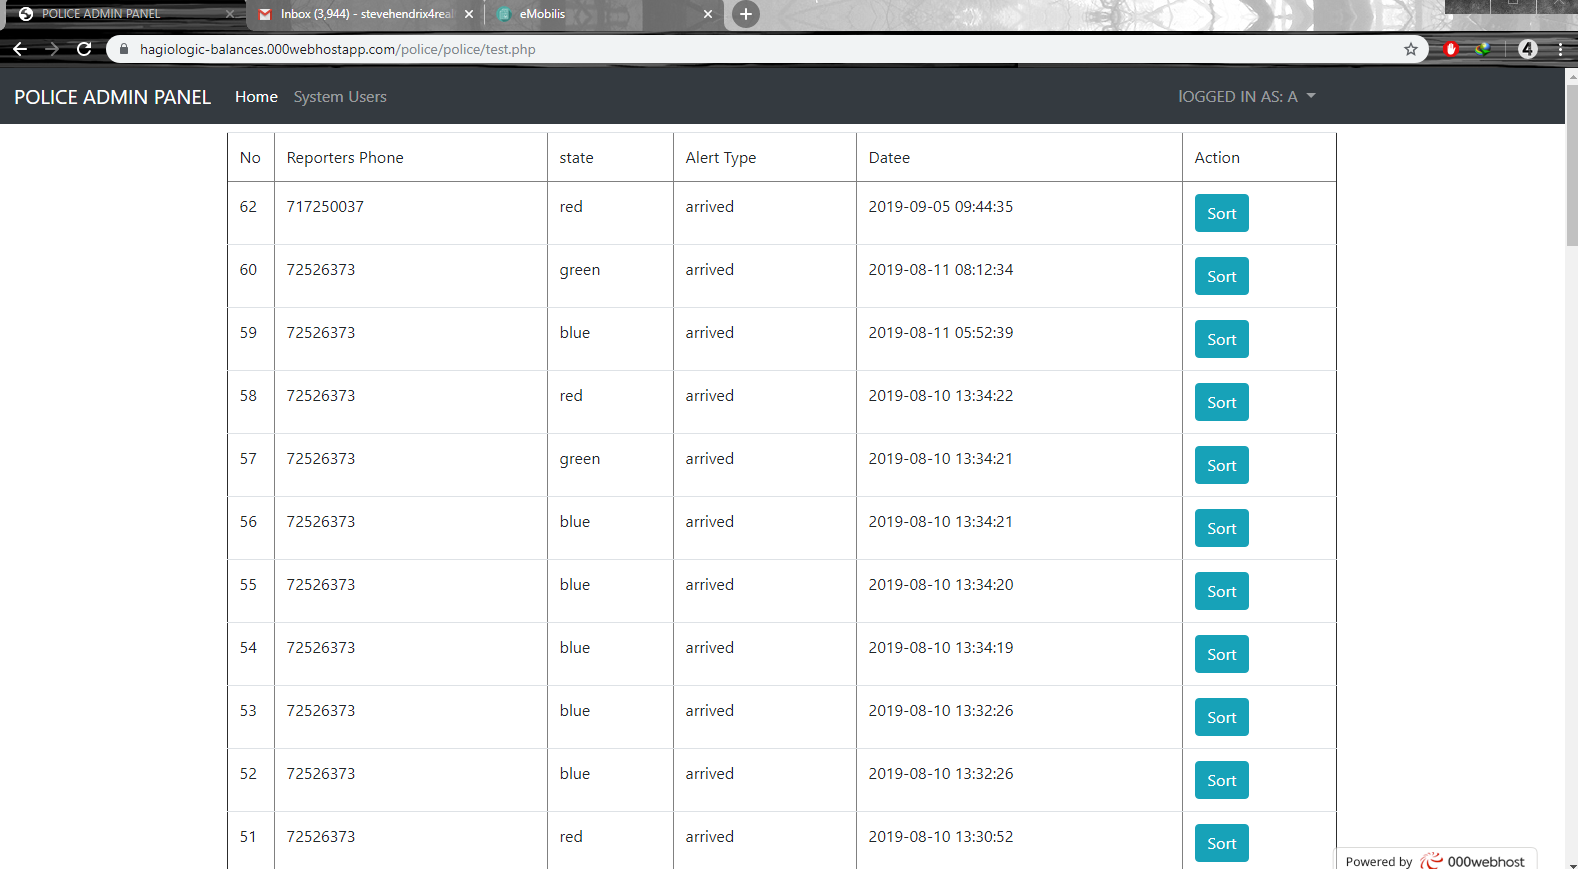 POLICE ADMIN PANEL
Inbox (3,944) - stevehendrix4real
eMobilis
hagiologic-balances.000webhostapp.com/police/police/test.php
4
POLICE ADMIN PANEL Home System Users lOGGED IN AS: A
No Reporters Phone state Alert Type Datee Action
62 717250037 red arrived 2019-09-05 09:44:35 Sort
60 72526373 green arrived 2019-08-11 08:12:34 Sort
59 72526373 blue arrived 2019-08-11 05:52:39 Sort
58 72526373 red arrived 2019-08-10 13:34:22 Sort
57 72526373 green arrived 2019-08-10 13:34:21 Sort
56 72526373 blue arrived 2019-08-10 13:34:21 Sort
55 72526373 blue arrived 2019-08-10 13:34:20 Sort
54 72526373 blue arrived 2019-08-10 13:34:19 Sort
53 72526373 blue arrived 2019-08-10 13:32:26 Sort
52 72526373 blue arrived 2019-08-10 13:32:26 Sort
51 72526373 red arrived 2019-08-10 13:30:52 Sort
Powered by 000webhost